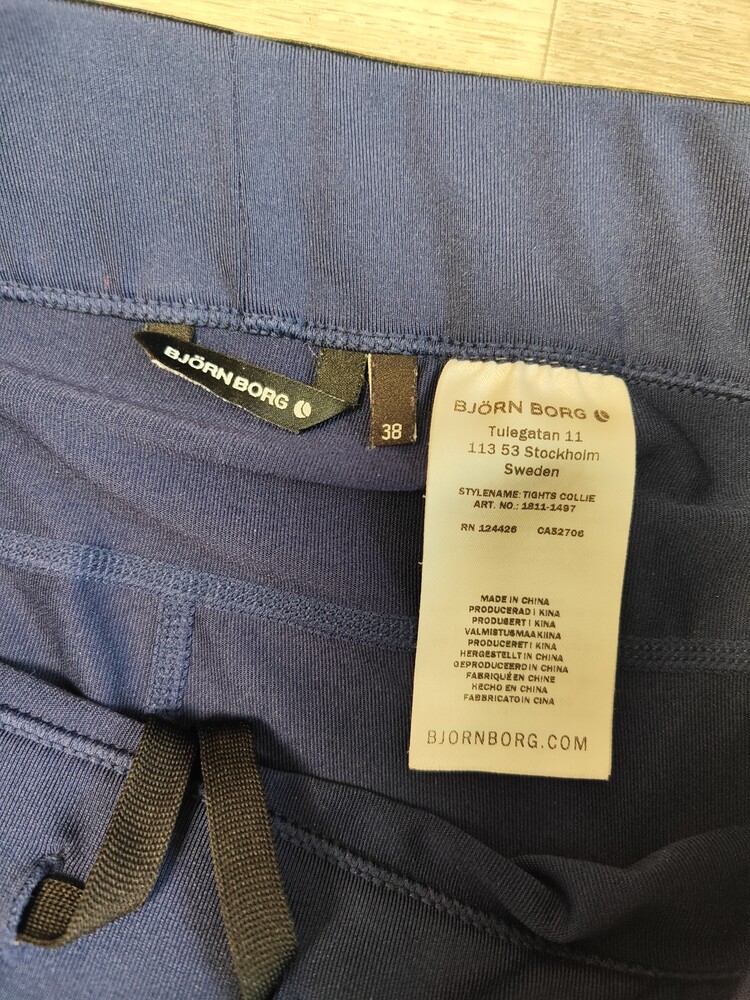 BJÖRN BORG
38
BJÖRN BORG
Tulegatan 11
113 53 Stockholm
Sweden
STYLENAME: TIGHTS COLLIE
ART. NO.: 1811-1497
RN 124426 CA52706
MADE IN CHINA
PRODUCERAD I KINA
PRODUSERT I KINA
VALMISTUSMAA KIINA
PRODUCERET I KINA
HERGESTELLT IN CHINA
GEPRODUCEERD IN CHINA
FABRIQUÉ EN CHINE
HECHO EN CHINA
FABBRICATO IN CINA
BJORNBORG.COM